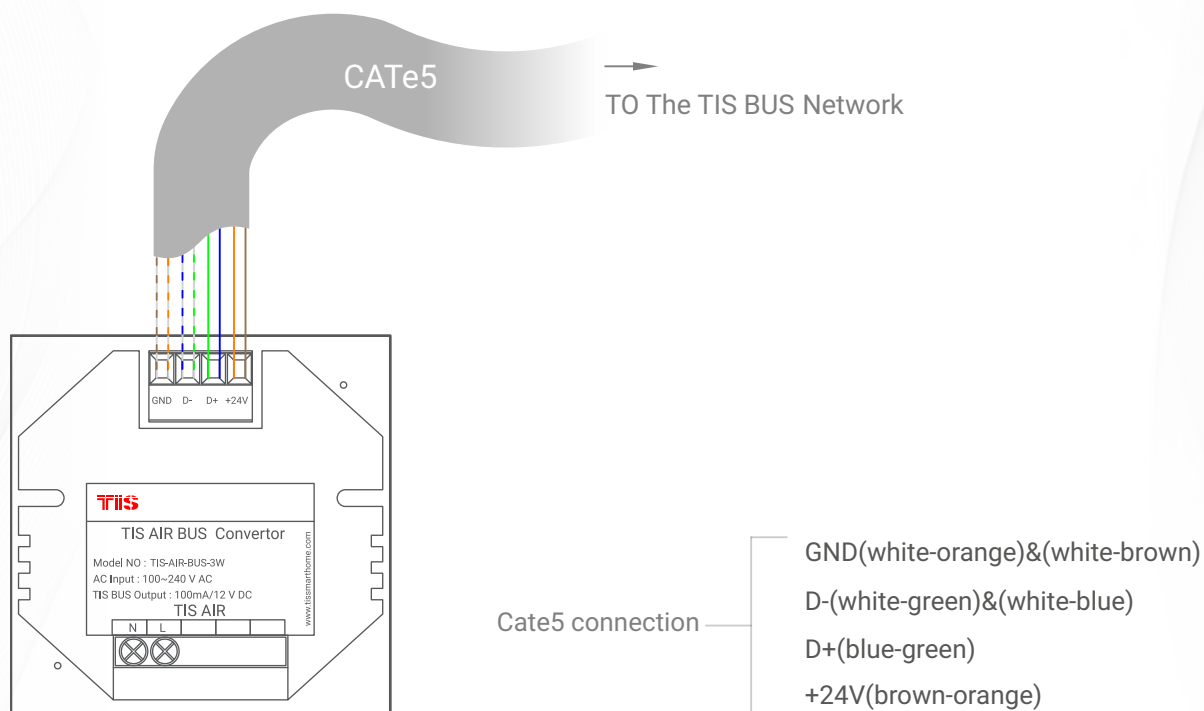 CATe5
TO The TIS BUS Network
GND D- D+ +24V
TIS
TIS AIR BUS Convertor
Model NO : TIS-AIR-BUS-3W
AC Input : 100~240 V AC
TIS BUS Output : 100mA/12 V DC
TIS AIR
www.tissmarthome.com
N L
Cate5 connection
GND(white-orange)&(white-brown)
D-(white-green)&(white-blue)
D+(blue-green)
+24V(brown-orange)